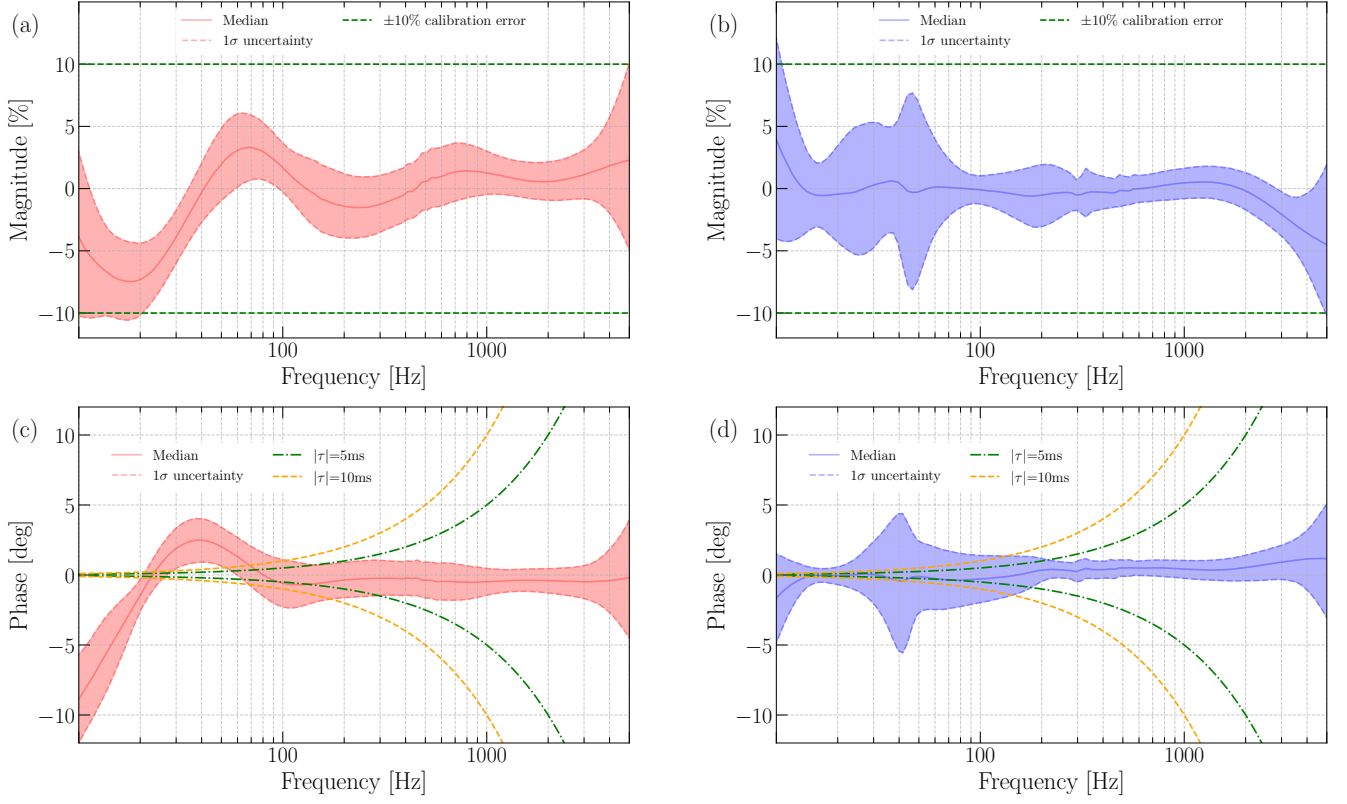 (a)
Median
1σ uncertainty
±10% calibration error
Magnitude [%]
10
5
0
−5
−10
100
1000
Frequency [Hz]
(b)
Median
1σ uncertainty
±10% calibration error
Magnitude [%]
10
5
0
−5
−10
100
1000
Frequency [Hz]
(c)
Median
1σ uncertainty
|τ|=5ms
|τ|=10ms
Phase [deg]
10
5
0
−5
−10
100
1000
Frequency [Hz]
(d)
Median
1σ uncertainty
|τ|=5ms
|τ|=10ms
Phase [deg]
10
5
0
−5
−10
100
1000
Frequency [Hz]